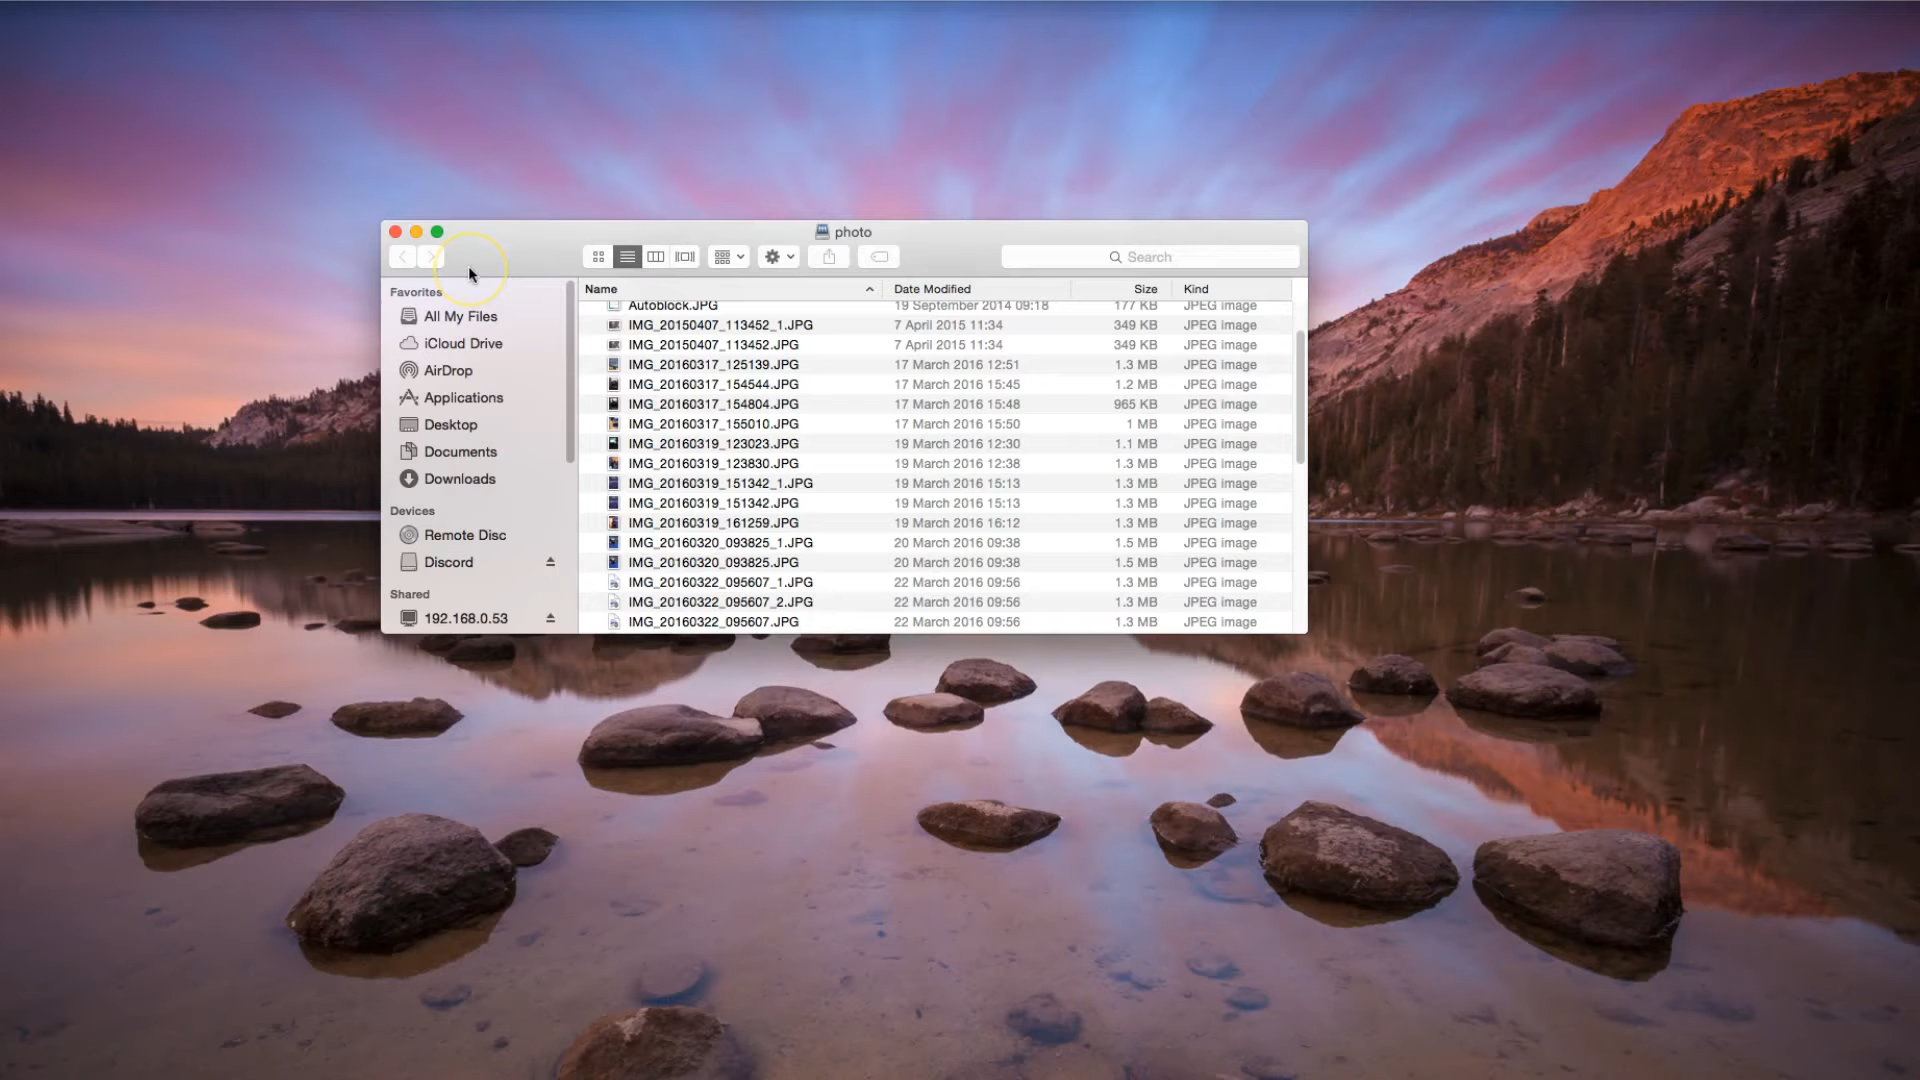 photo
Search
Favorites
All My Files
iCloud Drive
AirDrop
Applications
Desktop
Documents
Downloads
Devices
Remote Disc
Discord
Shared
192.168.0.53
Name Date Modified Size Kind
Autoblock.JPG 19 September 2014 09:18 177 KB JPEG image
IMG_20150407_113452_1.JPG 7 April 2015 11:34 349 KB JPEG image
IMG_20150407_113452.JPG 7 April 2015 11:34 349 KB JPEG image
IMG_20160317_125139.JPG 17 March 2016 12:51 1.3 MB JPEG image
IMG_20160317_154544.JPG 17 March 2016 15:45 1.2 MB JPEG image
IMG_20160317_154804.JPG 17 March 2016 15:48 965 KB JPEG image
IMG_20160317_155010.JPG 17 March 2016 15:50 1 MB JPEG image
IMG_20160319_123023.JPG 19 March 2016 12:30 1.1 MB JPEG image
IMG_20160319_123830.JPG 19 March 2016 12:38 1.3 MB JPEG image
IMG_20160319_151342_1.JPG 19 March 2016 15:13 1.3 MB JPEG image
IMG_20160319_151342.JPG 19 March 2016 15:13 1.3 MB JPEG image
IMG_20160319_161259.JPG 19 March 2016 16:12 1.3 MB JPEG image
IMG_20160320_093825_1.JPG 20 March 2016 09:38 1.5 MB JPEG image
IMG_20160320_093825.JPG 20 March 2016 09:38 1.5 MB JPEG image
IMG_20160322_095607_1.JPG 22 March 2016 09:56 1.3 MB JPEG image
IMG_20160322_095607_2.JPG 22 March 2016 09:56 1.3 MB JPEG image
IMG_20160322_095607.JPG 22 March 2016 09:56 1.3 MB JPEG image